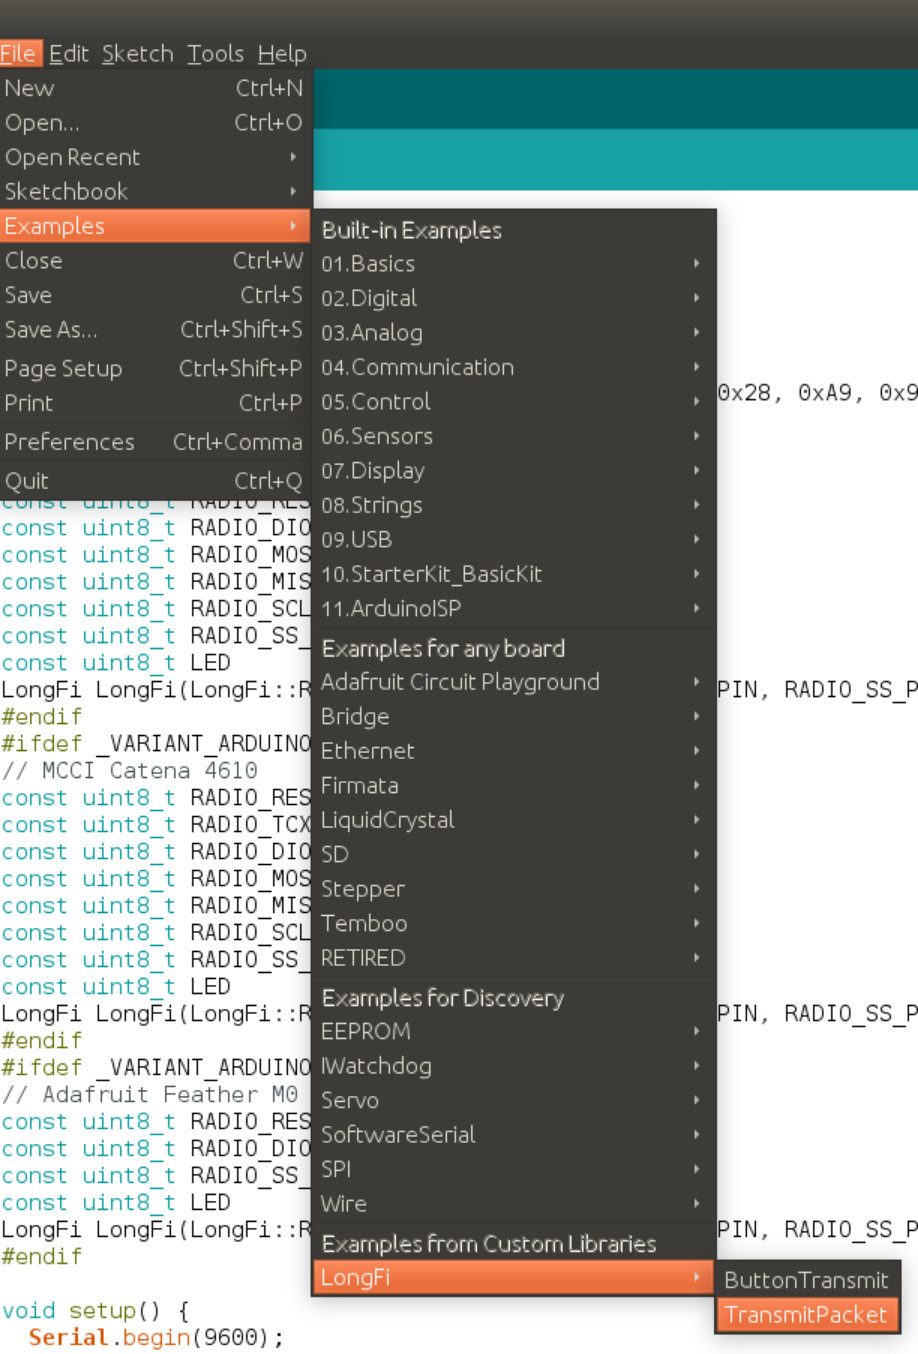 File Edit Sketch Tools Help
New Ctrl+N
Open... Ctrl+O
Open Recent
Sketchbook
Examples
Close Ctrl+W
Save Ctrl+S
Save As... Ctrl+Shift+S
Page Setup Ctrl+Shift+P
Print Ctrl+P
Preferences Ctrl+Comma
Quit Ctrl+Q
Built-in Examples
01.Basics
02.Digital
03.Analog
04.Communication
05.Control
06.Sensors
07.Display
08.Strings
09.USB
10.StarterKit_BasicKit
11.ArduinoISP
Examples for any board
Adafruit Circuit Playground
Bridge
Ethernet
Firmata
LiquidCrystal
SD
Stepper
Temboo
RETIRED
Examples for Discovery
EEPROM
IWatchdog
Servo
SoftwareSerial
SPI
Wire
Examples from Custom Libraries
LongFi
ButtonTransmit
TransmitPacket
0x28, 0xA9, 0x9
const uint8_t RADIO_RES
const uint8_t RADIO_DIO
const uint8_t RADIO_MOS
const uint8_t RADIO_MIS
const uint8_t RADIO_SCL
const uint8_t RADIO_SS_
const uint8_t LED
LongFi LongFi(LongFi::R PIN, RADIO_SS_P
#endif
#ifdef _VARIANT_ARDUINO
// MCCI Catena 4610
const uint8_t RADIO_RES
const uint8_t RADIO_TCX
const uint8_t RADIO_DIO
const uint8_t RADIO_MOS
const uint8_t RADIO_MIS
const uint8_t RADIO_SCL
const uint8_t RADIO_SS_
const uint8_t LED
LongFi LongFi(LongFi::R PIN, RADIO_SS_P
#endif
#ifdef _VARIANT_ARDUINO
// Adafruit Feather M0
const uint8_t RADIO_RES
const uint8_t RADIO_DIO
const uint8_t RADIO_SS_
const uint8_t LED
LongFi LongFi(LongFi::R PIN, RADIO_SS_P
#endif
void setup() {
Serial.begin(9600);